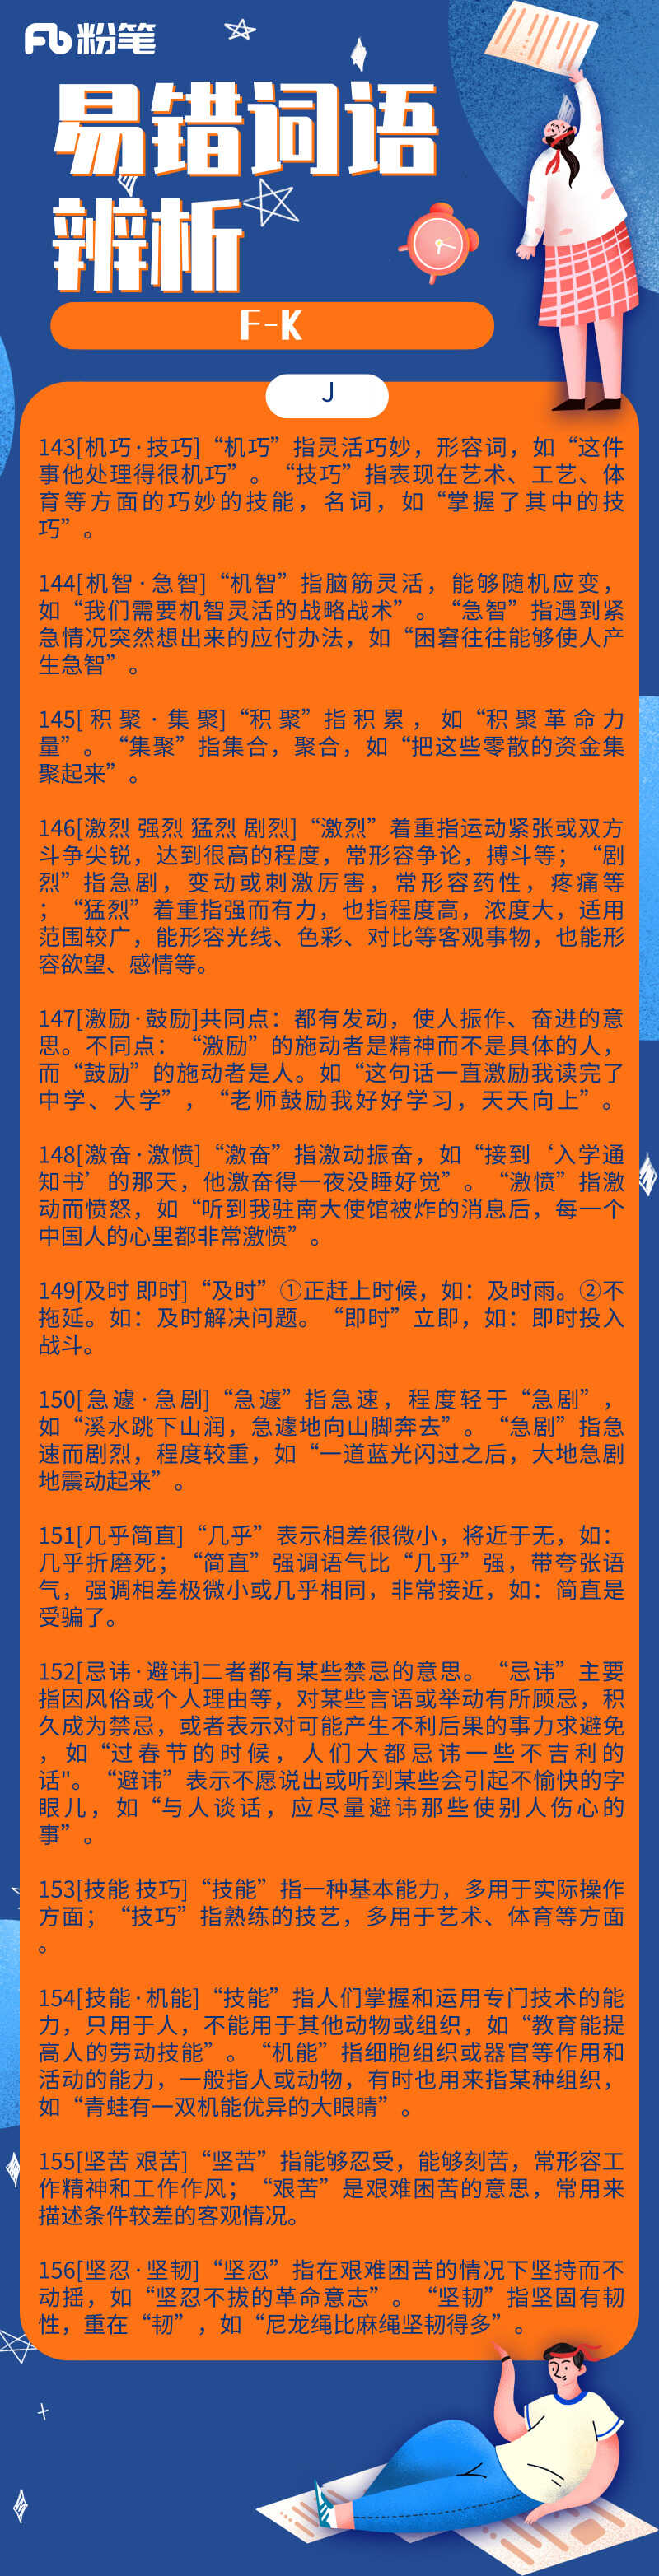 粉笔
易错词语
辨析
F-K
J
143[机巧·技巧]“机巧”指灵活巧妙，形容词，如“这件
事他处理得很机巧”。“技巧”指表现在艺术、工艺、体
育等方面的巧妙的技能，名词，如“掌握了其中的技
巧”。
144[机智·急智]“机智”指脑筋灵活，能够随机应变，
如“我们需要机智灵活的战略战术”。“急智”指遇到紧
急情况突然想出来的应付办法，如“困窘往往能够使人产
生急智”。
145[积聚·集聚]“积聚”指积累，如“积聚革命力
量”。“集聚”指集合，聚合，如“把这些零散的资金集
聚起来”。
146[激烈 强烈 猛烈 剧烈]“激烈”着重指运动紧张或双方
斗争尖锐，达到很高的程度，常形容争论，搏斗等；“剧
烈”指急剧，变动或刺激厉害，常形容药性，疼痛等
；“猛烈”着重指强而有力，也指程度高，浓度大，适用
范围较广，能形容光线、色彩、对比等客观事物，也能形
容欲望、感情等。
147[激励·鼓励]共同点：都有发动，使人振作、奋进的意
思。不同点：“激励”的施动者是精神而不是具体的人，
而“鼓励”的施动者是人。如“这句话一直激励我读完了
中学、大学”，“老师鼓励我好好学习，天天向上”。
148[激奋·激愤]“激奋”指激动振奋，如“接到‘入学通
知书’的那天，他激奋得一夜没睡好觉”。“激愤”指激
动而愤怒，如“听到我驻南大使馆被炸的消息后，每一个
中国人的心里都非常激愤”。
149[及时 即时]“及时”①正赶上时候，如：及时雨。②不
拖延。如：及时解决问题。“即时”立即，如：即时投入
战斗。
150[急遽·急剧]“急遽”指急速，程度轻于“急剧”，
如“溪水跳下山涧，急遽地向山脚奔去”。“急剧”指急
速而剧烈，程度较重，如“一道蓝光闪过之后，大地急剧
地震动起来”。
151[几乎简直]“几乎”表示相差很微小，将近于无，如：
几乎折磨死；“简直”强调语气比“几乎”强，带夸张语
气，强调相差极微小或几乎相同，非常接近，如：简直是
受骗了。
152[忌讳·避讳]二者都有某些禁忌的意思。“忌讳”主要
指因风俗或个人理由等，对某些言语或举动有所顾忌，积
久成为禁忌，或者表示对可能产生不利后果的事力求避免
，如“过春节的时候，人们大都忌讳一些不吉利的
话"。“避讳”表示不愿说出或听到某些会引起不愉快的字
眼儿，如“与人谈话，应尽量避讳那些使别人伤心的
事”。
153[技能 技巧]“技能”指一种基本能力，多用于实际操作
方面；“技巧”指熟练的技艺，多用于艺术、体育等方面
。
154[技能·机能]“技能”指人们掌握和运用专门技术的能
力，只用于人，不能用于其他动物或组织，如“教育能提
高人的劳动技能”。“机能”指细胞组织或器官等作用和
活动的能力，一般指人或动物，有时也用来指某种组织，
如“青蛙有一双机能优异的大眼睛”。
155[坚苦 艰苦]“坚苦”指能够忍受，能够刻苦，常形容工
作精神和工作作风；“艰苦”是艰难困苦的意思，常用来
描述条件较差的客观情况。
156[坚忍·坚韧]“坚忍”指在艰难困苦的情况下坚持而不
动摇，如“坚忍不拔的革命意志”。“坚韧”指坚固有韧
性，重在“韧”，如“尼龙绳比麻绳坚韧得多”。